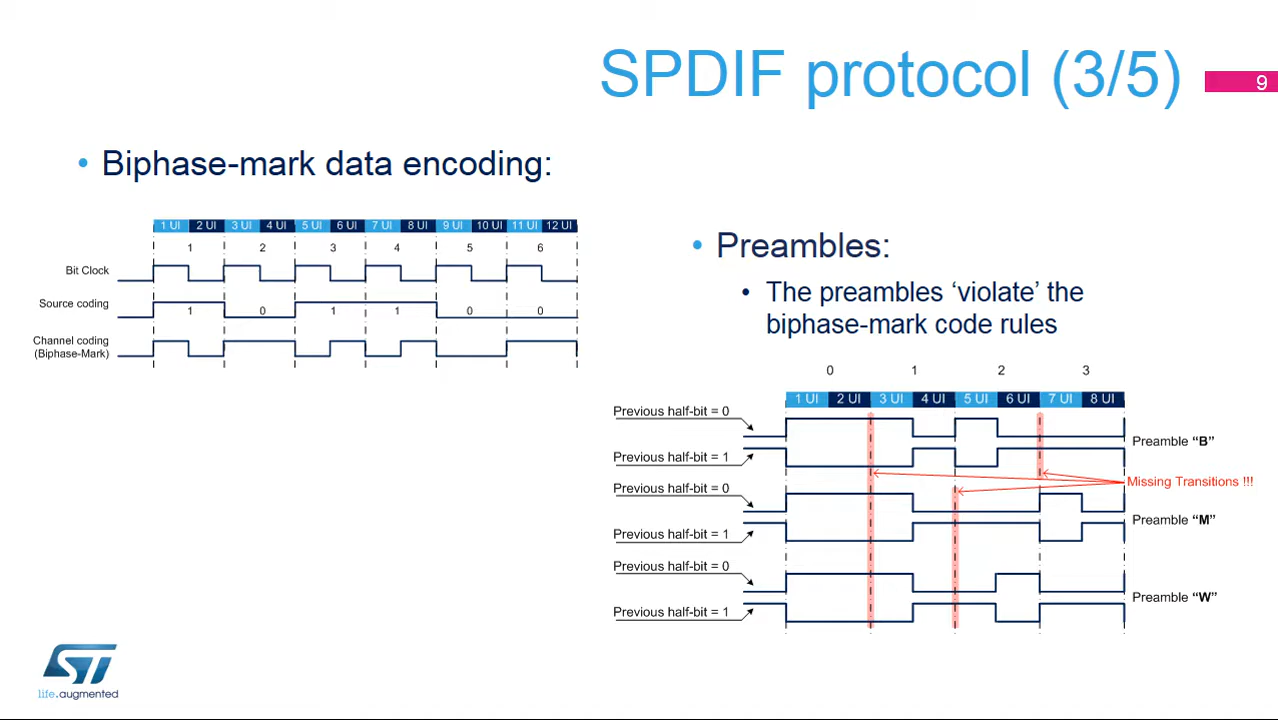 SPDIF protocol (3/5)
9
• Biphase-mark data encoding:
1 UI 2 UI 3 UI 4 UI 5 UI 6 UI 7 UI 8 UI 9 UI 10 UI 11 UI 12 UI
1 2 3 4 5 6
Bit Clock
Source coding
1 0 1 1 0 0
Channel coding
(Biphase-Mark)
• Preambles:
• The preambles ‘violate’ the
biphase-mark code rules
0 1 2 3
1 UI 2 UI 3 UI 4 UI 5 UI 6 UI 7 UI 8 UI
Previous half-bit = 0
Preamble “B”
Previous half-bit = 1
Missing Transitions !!!
Previous half-bit = 0
Preamble “M”
Previous half-bit = 1
Previous half-bit = 0
Preamble “W”
Previous half-bit = 1
ST
life.augmented